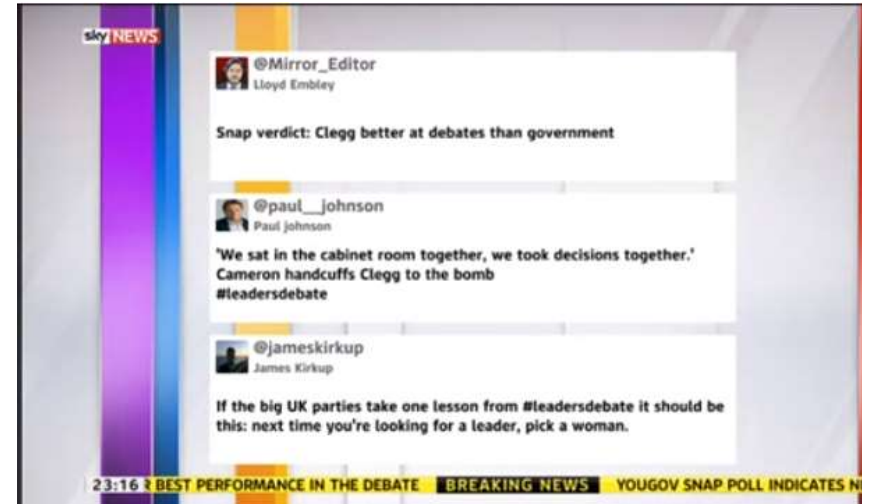 sky NEWS
@Mirror_Editor
Lloyd Embley
Snap verdict: Clegg better at debates than government
@paul__johnson
Paul johnson
'We sat in the cabinet room together, we took decisions together.'
Cameron handcuffs Clegg to the bomb
#leadersdebate
@jameskirkup
James Kirkup
If the big UK parties take one lesson from #leadersdebate it should be
this: next time you're looking for a leader, pick a woman.
23:16 BEST PERFORMANCE IN THE DEBATE BREAKING NEWS YOUGOV SNAP POLL INDICATES